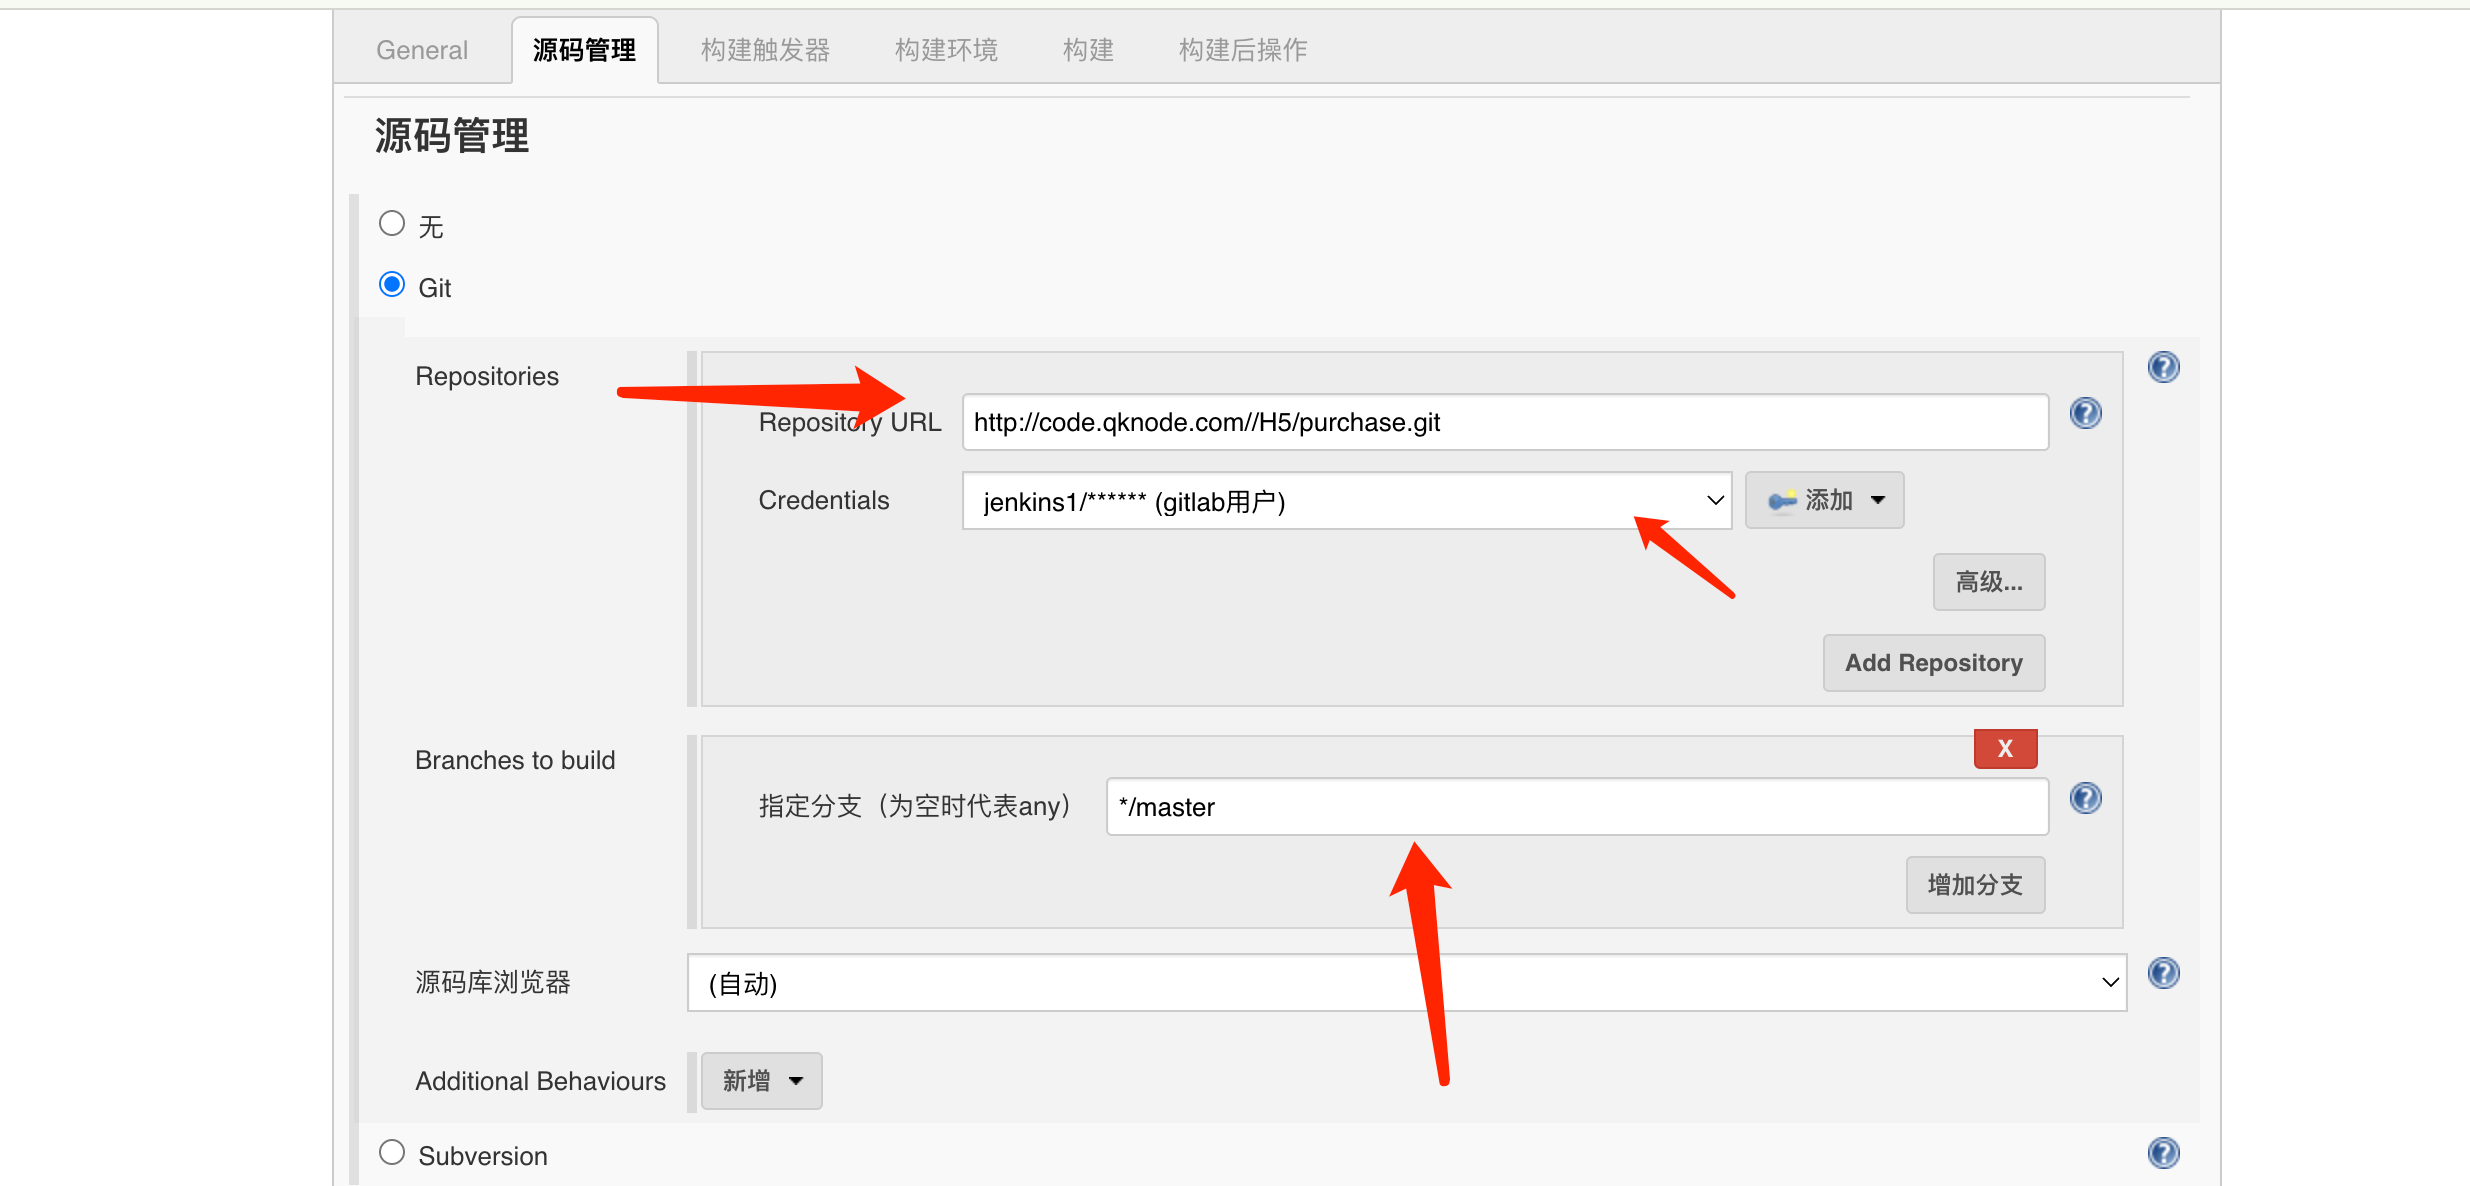 General 源码管理 构建触发器 构建环境 构建 构建后操作
源码管理
无
Git
Repositories
Repository URL http://code.qknode.com//H5/purchase.git
Credentials jenkins1/****** (gitlab用户) 添加
高级...
Add Repository
Branches to build
X
指定分支（为空时代表any） */master
增加分支
源码库浏览器 (自动)
Additional Behaviours 新增
Subversion